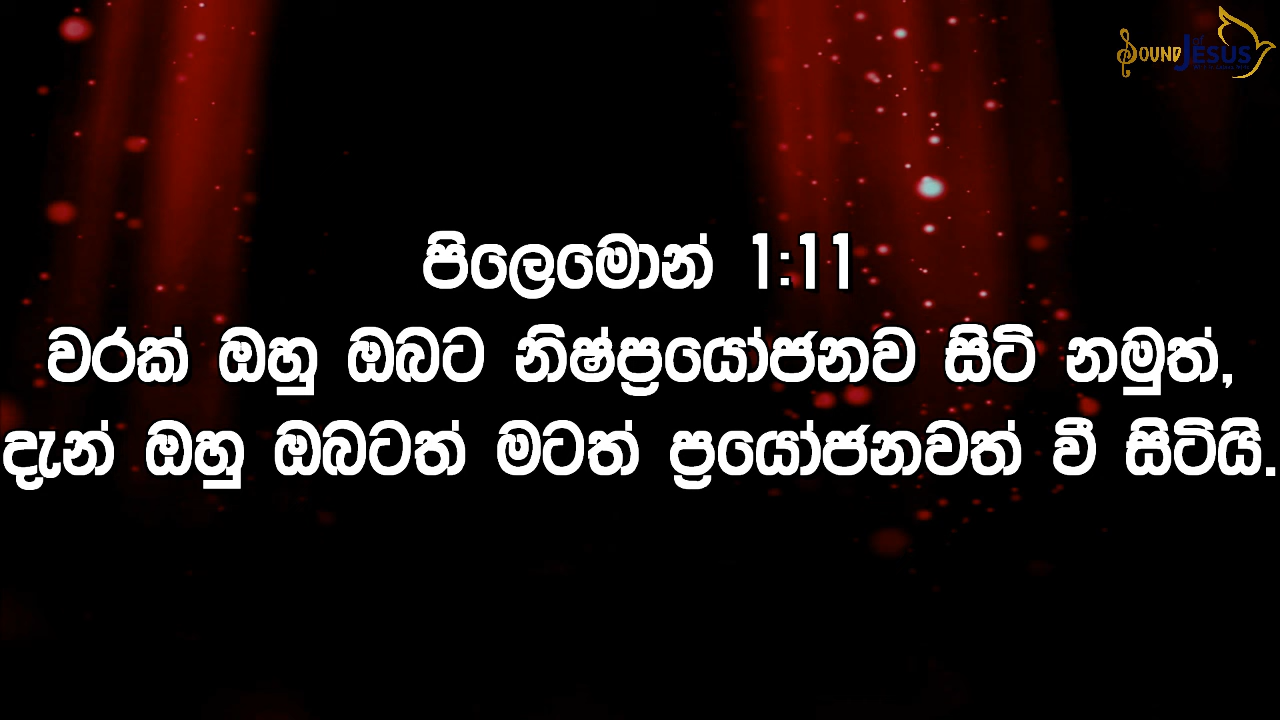 SOUND of JESUS
පිලෙමොන් 1:11
වරක් ඔහු ඔබට නිෂ්ප්‍රයෝජනව සිටි නමුත්,
දැන් ඔහු ඔබටත් මටත් ප්‍රයෝජනවත් වී සිටියි.